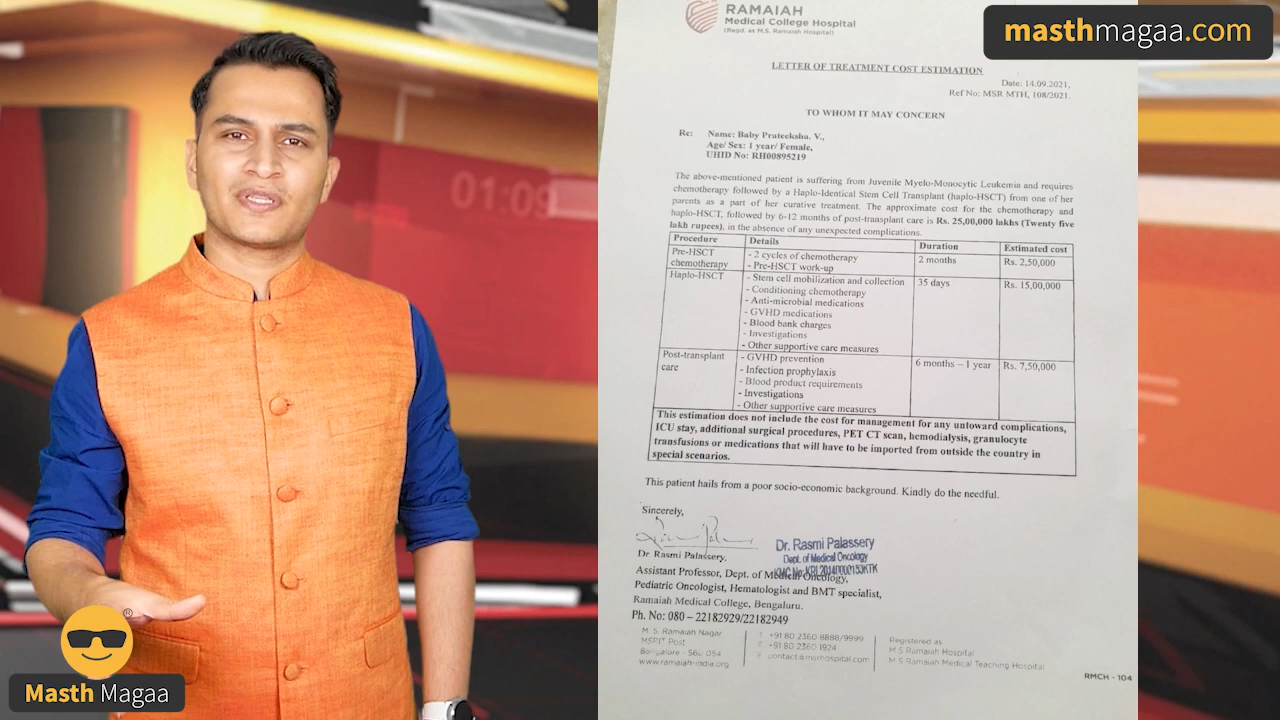 masthmagaa.com
01:09
RAMAIAH
Medical College Hospital
(Regd. as M.S. Ramaiah Hospital)
LETTER OF TREATMENT COST ESTIMATION
Date: 14.09.2021,
Ref No: MSR MTH, 108/2021.
TO WHOM IT MAY CONCERN
Re: Name: Baby Prateeksha. V.,
Age/ Sex: 1 year/ Female,
UHID No: RH00895219
The above-mentioned patient is suffering from Juvenile Myelo-Monocytic Leukemia and requires
chemotherapy followed by a Haplo-Identical Stem Cell Transplant (haplo-HSCT) from one of her
parents as a part of her curative treatment. The approximate cost for the chemotherapy and
haplo-HSCT, followed by 6-12 months of post-transplant care is Rs. 25,00,000 lakhs (Twenty five
lakh rupees), in the absence of any unexpected complications.
Procedure Details Duration Estimated cost
Pre-HSCT - 2 cycles of chemotherapy 2 months Rs. 2,50,000
chemotherapy - Pre-HSCT work-up
Haplo-HSCT - Stem cell mobilization and collection 35 days Rs. 15,00,000
- Conditioning chemotherapy
- Anti-microbial medications
- GVHD medications
- Blood bank charges
- Investigations
- Other supportive care measures
Post-transplant - GVHD prevention 6 months – 1 year Rs. 7,50,000
care - Infection prophylaxis
- Blood product requirements
- Investigations
- Other supportive care measures
This estimation does not include the cost for management for any untoward complications,
ICU stay, additional surgical procedures, PET CT scan, hemodialysis, granulocyte
transfusions or medications that will have to be imported from outside the country in
special scenarios.
This patient hails from a poor socio-economic background. Kindly do the needful.
Sincerely,
Dr. Rasmi Palassery
Dept. of Medical Oncology
Dr. Rasmi Palassery,
Assistant Professor, Dept. of Medical Oncology,
Pediatric Oncologist, Hematologist and BMT specialist,
Ramaiah Medical College, Bengaluru.
Ph. No: 080 – 22182929/22182949
M. S. Ramaiah Nagar
MSRIT Post
Bangalore - 560 054
www.ramaiah-india.org
T +91 80 2360 8888/9999
F +91 80 2360 1924
E contact@msrhospital.com
Registered as
M.S.Ramaiah Hospital
M.S.Ramaiah Medical Teaching Hospital
RMCH - 104
®
Masth Magaa